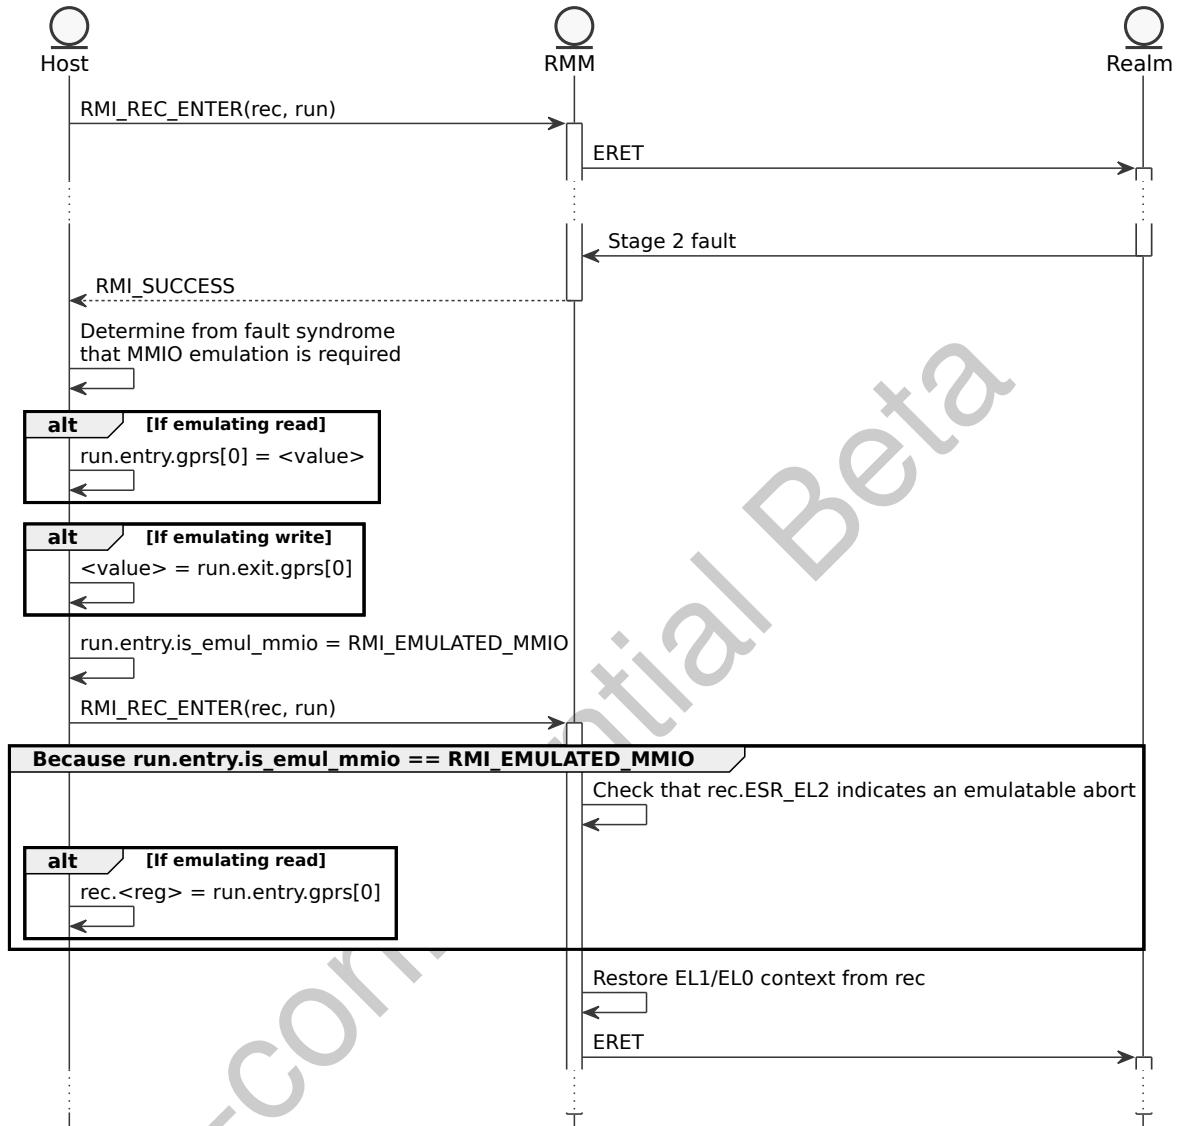 Host
RMM
Realm
RMI_REC_ENTER(rec, run)
ERET
Stage 2 fault
RMI_SUCCESS
Determine from fault syndrome
that MMIO emulation is required
alt
[If emulating read]
run.entry.gprs[0] = <value>
alt
[If emulating write]
<value> = run.exit.gprs[0]
run.entry.is_emul_mmio = RMI_EMULATED_MMIO
RMI_REC_ENTER(rec, run)
Because run.entry.is_emul_mmio == RMI_EMULATED_MMIO
Check that rec.ESR_EL2 indicates an emulatable abort
alt
[If emulating read]
rec.<reg> = run.entry.gprs[0]
Restore EL1/EL0 context from rec
ERET
Beta